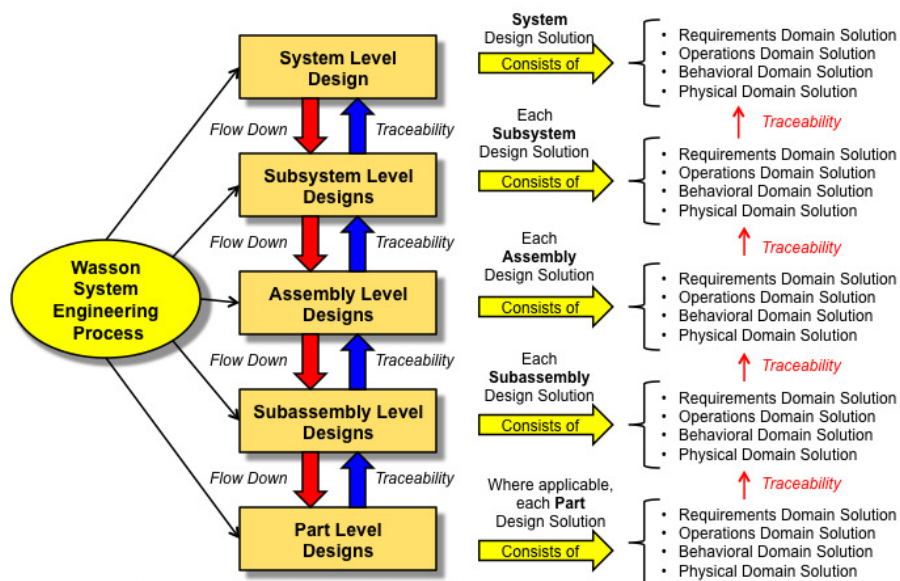 System
Design Solution
Consists of
• Requirements Domain Solution
• Operations Domain Solution
• Behavioral Domain Solution
• Physical Domain Solution
System Level
Design
Flow Down
Traceability
Traceability
Each
Subsystem
Design Solution
Consists of
• Requirements Domain Solution
• Operations Domain Solution
• Behavioral Domain Solution
• Physical Domain Solution
Subsystem Level
Designs
Flow Down
Traceability
Traceability
Wasson
System
Engineering
Process
Each
Assembly
Design Solution
Consists of
• Requirements Domain Solution
• Operations Domain Solution
• Behavioral Domain Solution
• Physical Domain Solution
Assembly Level
Designs
Flow Down
Traceability
Traceability
Each
Subassembly
Design Solution
Consists of
• Requirements Domain Solution
• Operations Domain Solution
• Behavioral Domain Solution
• Physical Domain Solution
Subassembly Level
Designs
Flow Down
Traceability
Traceability
Where applicable,
each Part
Design Solution
Consists of
• Requirements Domain Solution
• Operations Domain Solution
• Behavioral Domain Solution
• Physical Domain Solution
Part Level
Designs